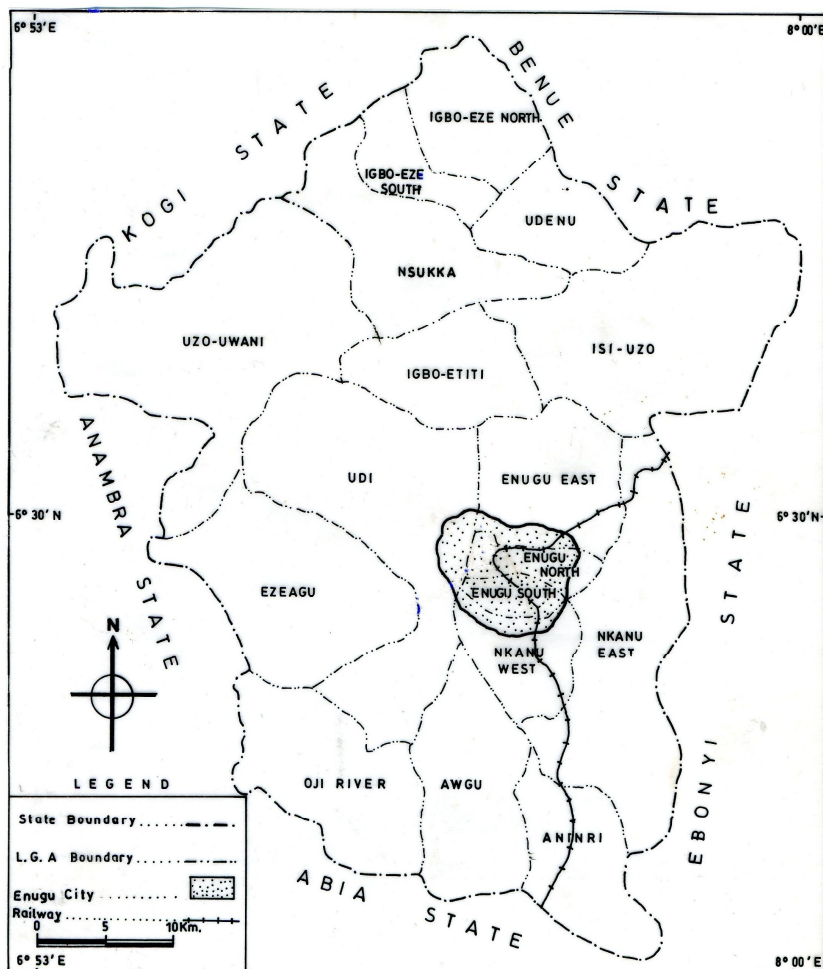 6° 53′E
8° 00′E
KOGI STATE
BENUE STATE
IGBO-EZE NORTH
IGBO-EZE
SOUTH
UDENU
NSUKKA
UZO-UWANI
ISI-UZO
IGBO-ETITI
ANAMBRA STATE
UDI
ENUGU EAST
6° 30′N
6° 30′N
ENUGU
NORTH
EZEAGU
ENUGU SOUTH
NKANU
WEST
NKANU
EAST
N
EBONYI STATE
LEGEND
OJI RIVER
AWGU
ANINRI
State Boundary
L.G.A Boundary
Enugu City
Railway
0 5 10Km.
ABIA STATE
6° 53′E
8° 00′E